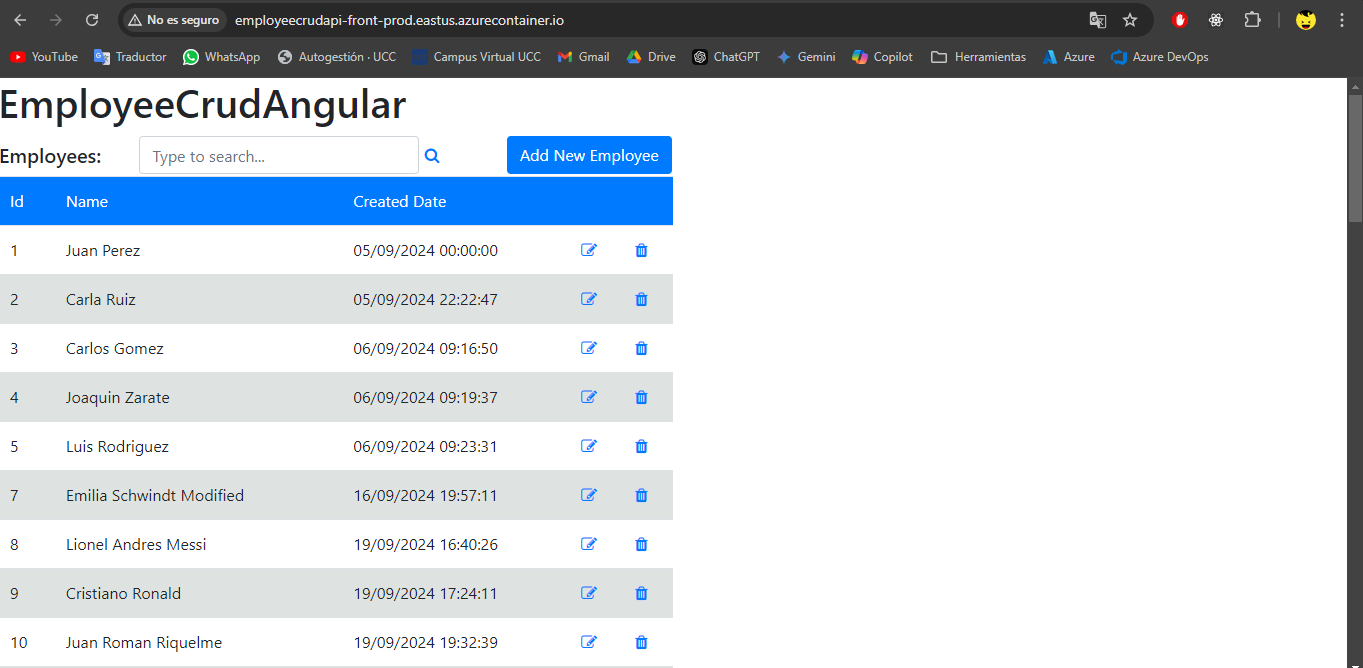 No es seguro employeecrudapi-front-prod.eastus.azurecontainer.io
YouTube Traductor WhatsApp Autogestión · UCC Campus Virtual UCC Gmail Drive ChatGPT Gemini Copilot Herramientas Azure Azure DevOps
EmployeeCrudAngular
Employees: Type to search... Add New Employee
Id Name Created Date
1 Juan Perez 05/09/2024 00:00:00
2 Carla Ruiz 05/09/2024 22:22:47
3 Carlos Gomez 06/09/2024 09:16:50
4 Joaquin Zarate 06/09/2024 09:19:37
5 Luis Rodriguez 06/09/2024 09:23:31
7 Emilia Schwindt Modified 16/09/2024 19:57:11
8 Lionel Andres Messi 19/09/2024 16:40:26
9 Cristiano Ronald 19/09/2024 17:24:11
10 Juan Roman Riquelme 19/09/2024 19:32:39